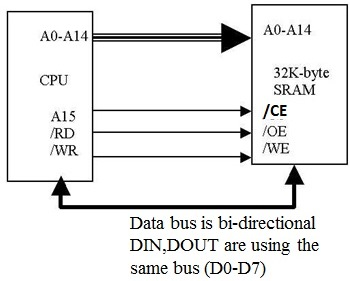 A0-A14
CPU
A15
/RD
/WR
A0-A14
32K-byte
SRAM
/CE
/OE
/WE
Data bus is bi-directional
DIN,DOUT are using the
same bus (D0-D7)